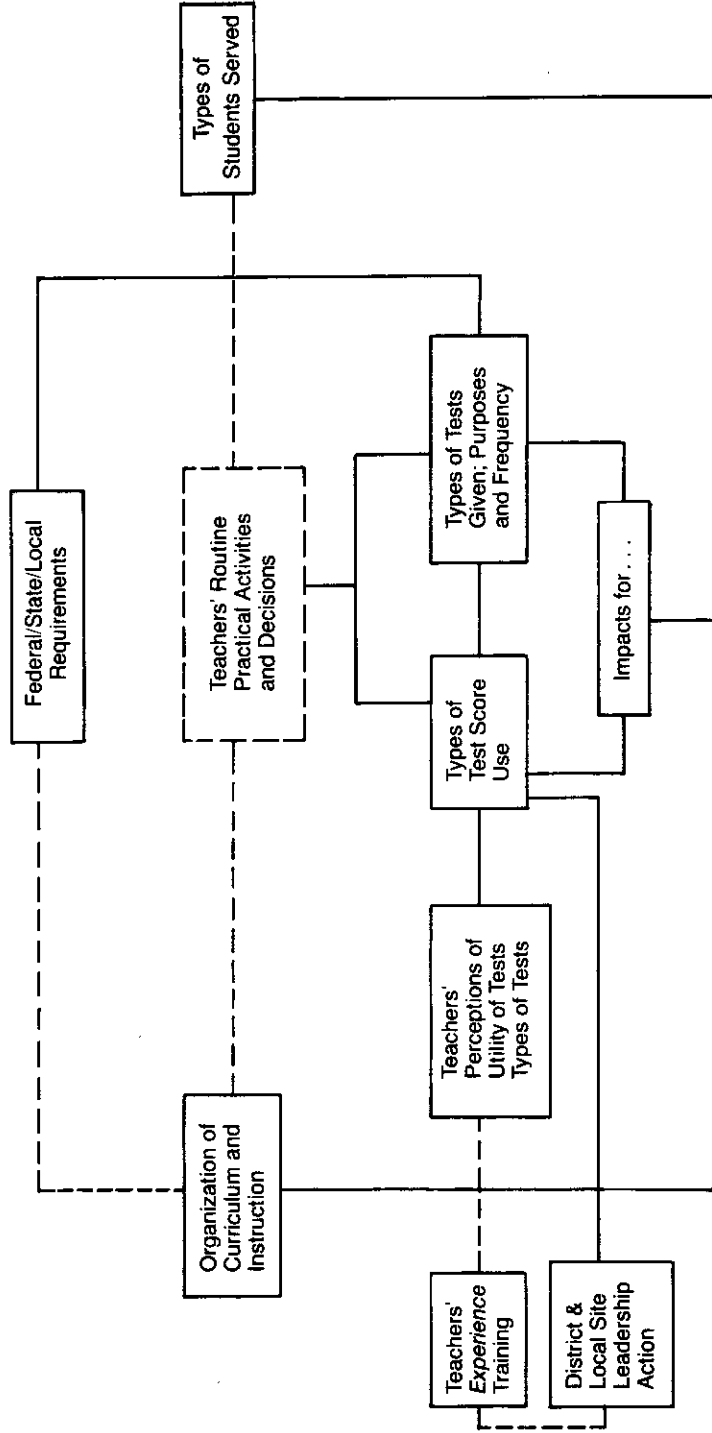 Federal/State/Local
Requirements
Types of
Students Served
Teachers' Routine
Practical Activities
and Decisions
Organization of
Curriculum and
Instruction
Teachers'
Experience
Training
Teachers'
Perceptions of
Utility of Tests
Types of Tests
Types of
Test Score
Use
Types of Tests
Given; Purposes
and Frequency
District &
Local Site
Leadership
Action
Impacts for . . .